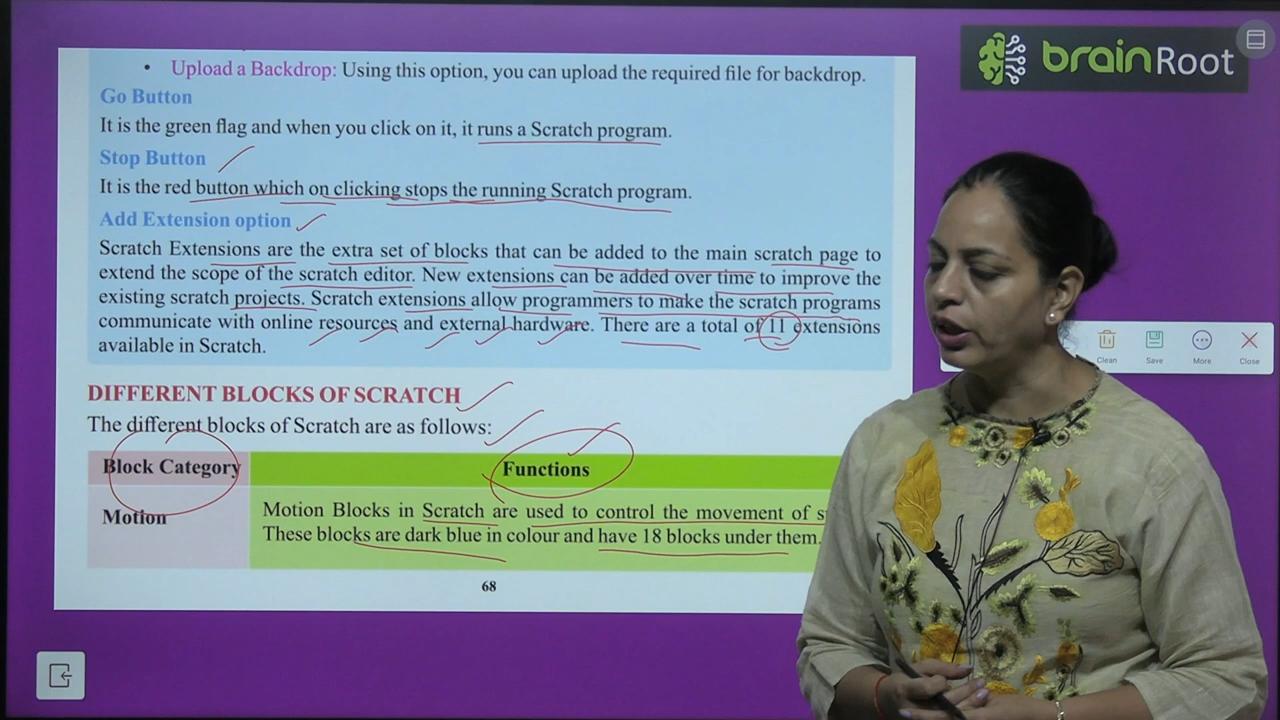 • Upload a Backdrop: Using this option, you can upload the required file for backdrop.
Go Button
It is the green flag and when you click on it, it runs a Scratch program.
Stop Button
It is the red button which on clicking stops the running Scratch program.
Add Extension option
Scratch Extensions are the extra set of blocks that can be added to the main scratch page to
extend the scope of the scratch editor. New extensions can be added over time to improve the
existing scratch projects. Scratch extensions allow programmers to make the scratch programs
communicate with online resources and external hardware. There are a total of 11 extensions
available in Scratch.
DIFFERENT BLOCKS OF SCRATCH
The different blocks of Scratch are as follows:
Block Category Functions
Motion
Motion Blocks in Scratch are used to control the movement of
These blocks are dark blue in colour and have 18 blocks under them.
68
brainRoot
Clean Save More Close